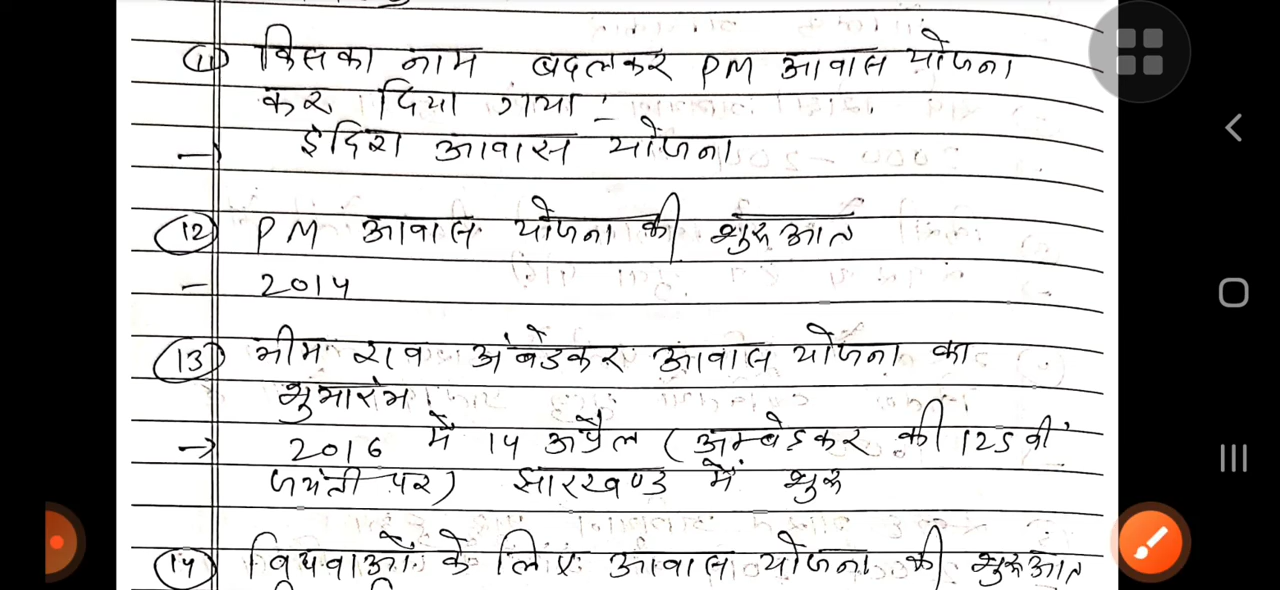 (11) किसका नाम बदलकर PM आवास योजना
कर दिया गया :
→ इंदिरा आवास योजना
(12) PM आवास योजना की शुरुआत
- 2014
(13) भीम राव अंबेडकर आवास योजना का
शुभारंभ
→ 2016 में 14 अप्रैल (अम्बेडकर की 125 वीं
जयंती पर) झारखण्ड में शुरु
(14) विधवाओं के लिए आवास योजना की शुरुआत